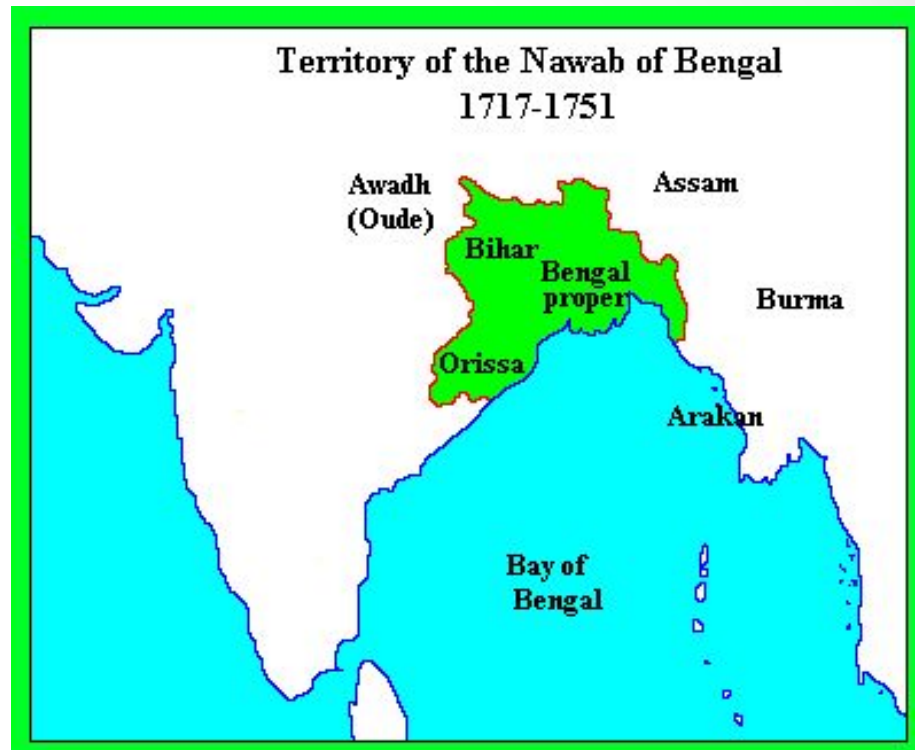 Territory of the Nawab of Bengal
1717-1751
Awadh
(Oude)
Assam
Bihar
Bengal
proper
Burma
Orissa
Arakan
Bay of
Bengal